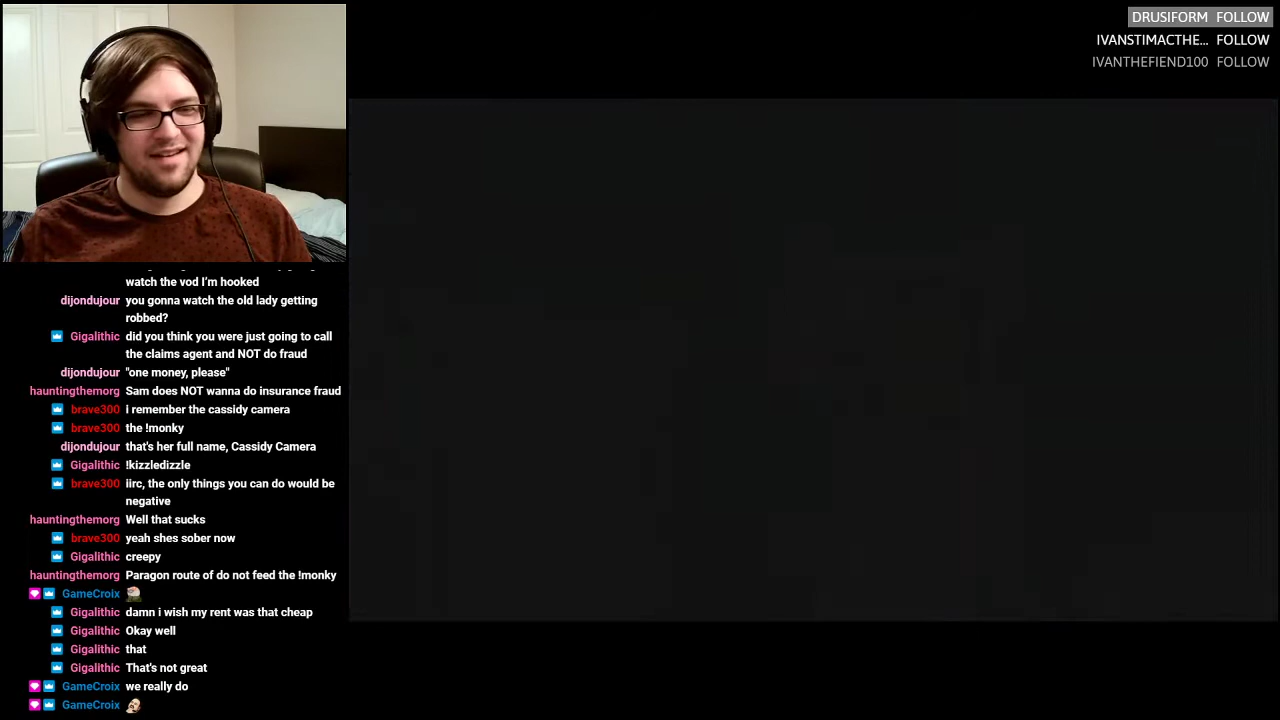 DRUSIFORM FOLLOW
IVANSTIMACTHE... FOLLOW
IVANTHEFIEND100 FOLLOW
watch the vod I'm hooked
dijondujour you gonna watch the old lady getting
robbed?
Gigalithic did you think you were just going to call
the claims agent and NOT do fraud
dijondujour "one money, please"
hauntingthemorg Sam does NOT wanna do insurance fraud
brave300 i remember the cassidy camera
brave300 the !monky
dijondujour that's her full name, Cassidy Camera
Gigalithic !kizzledizzle
brave300 iirc, the only things you can do would be
negative
hauntingthemorg Well that sucks
brave300 yeah shes sober now
Gigalithic creepy
hauntingthemorg Paragon route of do not feed the !monky
GameCroix
Gigalithic damn i wish my rent was that cheap
Gigalithic Okay well
Gigalithic that
Gigalithic That's not great
GameCroix we really do
GameCroix